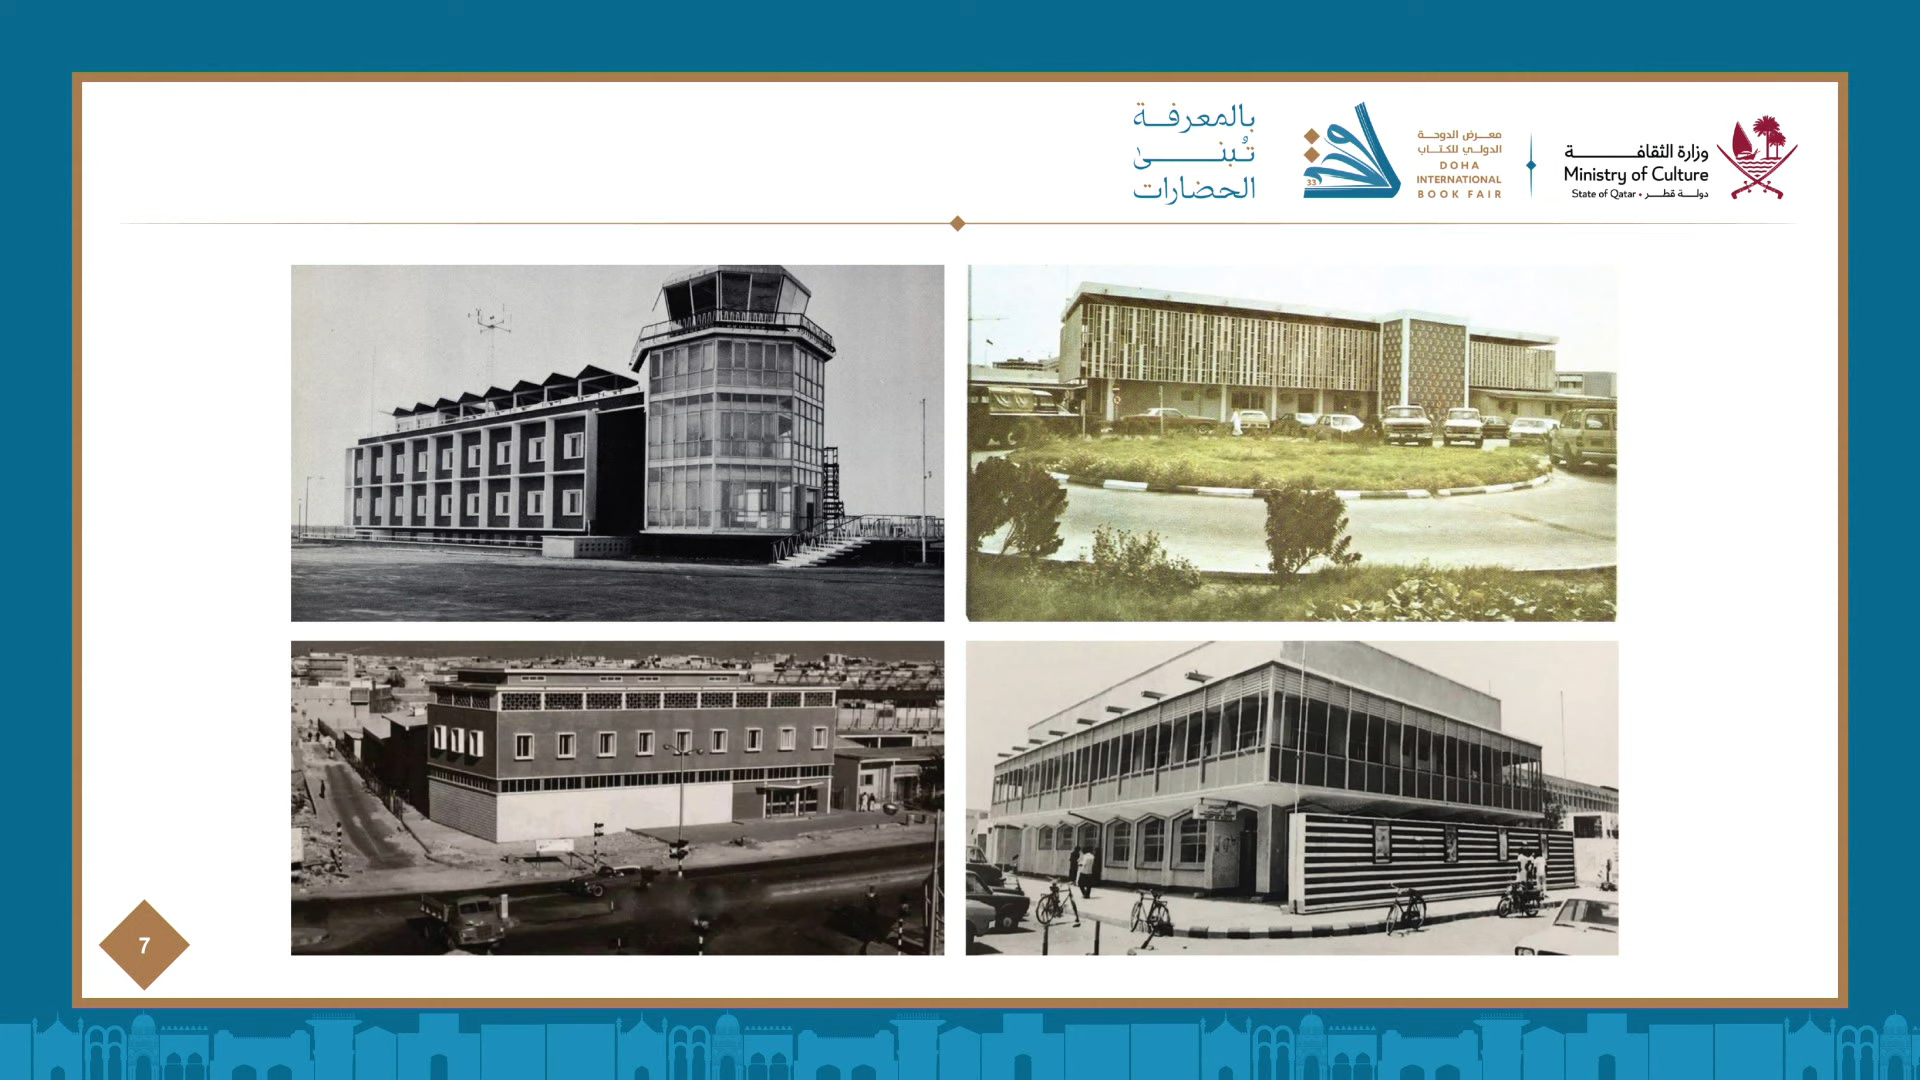 بالمعرفة
تُبنى
الحضارات
33
معرض الدوحة
الدولي للكتاب
DOHA
INTERNATIONAL
BOOK FAIR
وزارة الثقافة
Ministry of Culture
State of Qatar • دولة قطر
7